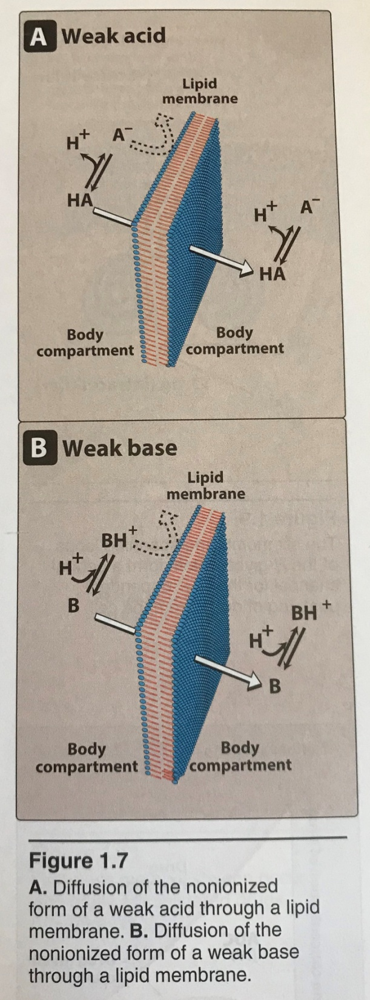 A Weak acid
Lipid
membrane
H+ A−
HA
H+ A−
HA
Body
compartment
Body
compartment
B Weak base
Lipid
membrane
BH+
H+
B
BH+
H+
B
Body
compartment
Body
compartment
Figure 1.7
A. Diffusion of the nonionized
form of a weak acid through a lipid
membrane. B. Diffusion of the
nonionized form of a weak base
through a lipid membrane.